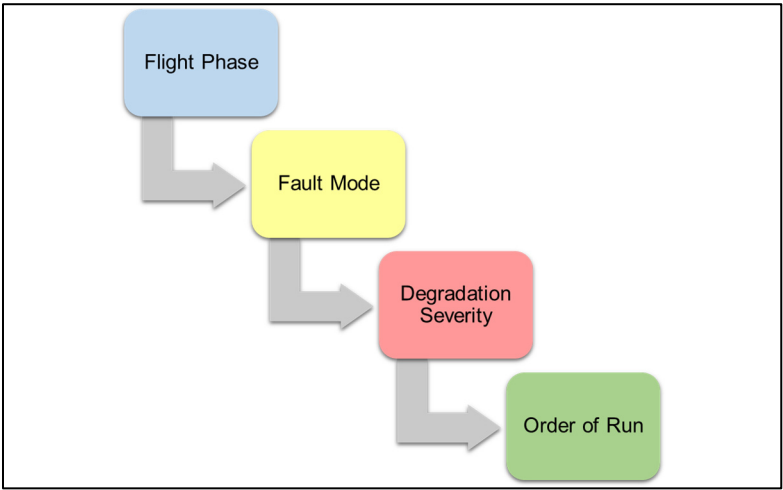 Flight Phase
Fault Mode
Degradation
Severity
Order of Run